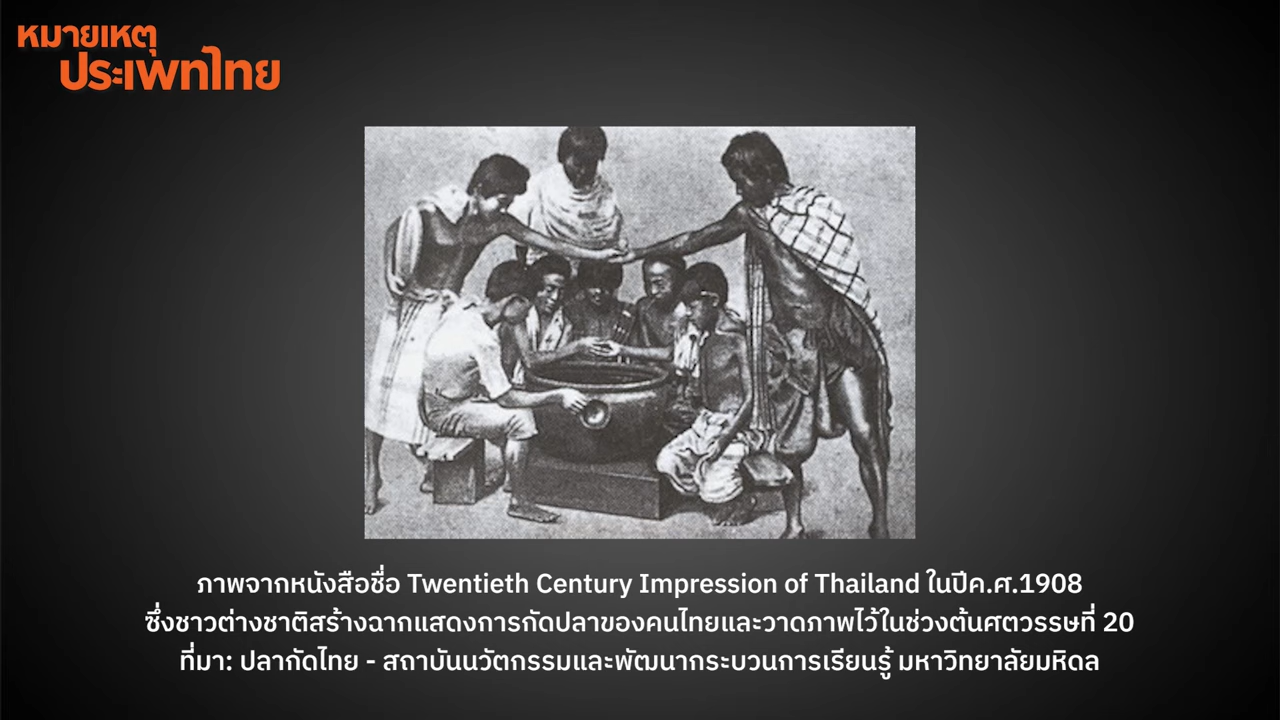 หมายเหตุ
ประเพทไทย
ภาพจากหนังสือชื่อ Twentieth Century Impression of Thailand ในปีค.ศ.1908
ซึ่งชาวต่างชาติสร้างฉากแสดงการกัดปลาของคนไทยและวาดภาพไว้ในช่วงต้นศตวรรษที่ 20
ที่มา: ปลากัดไทย - สถาบันนวัตกรรมและพัฒนากระบวนการเรียนรู้ มหาวิทยาลัยมหิดล